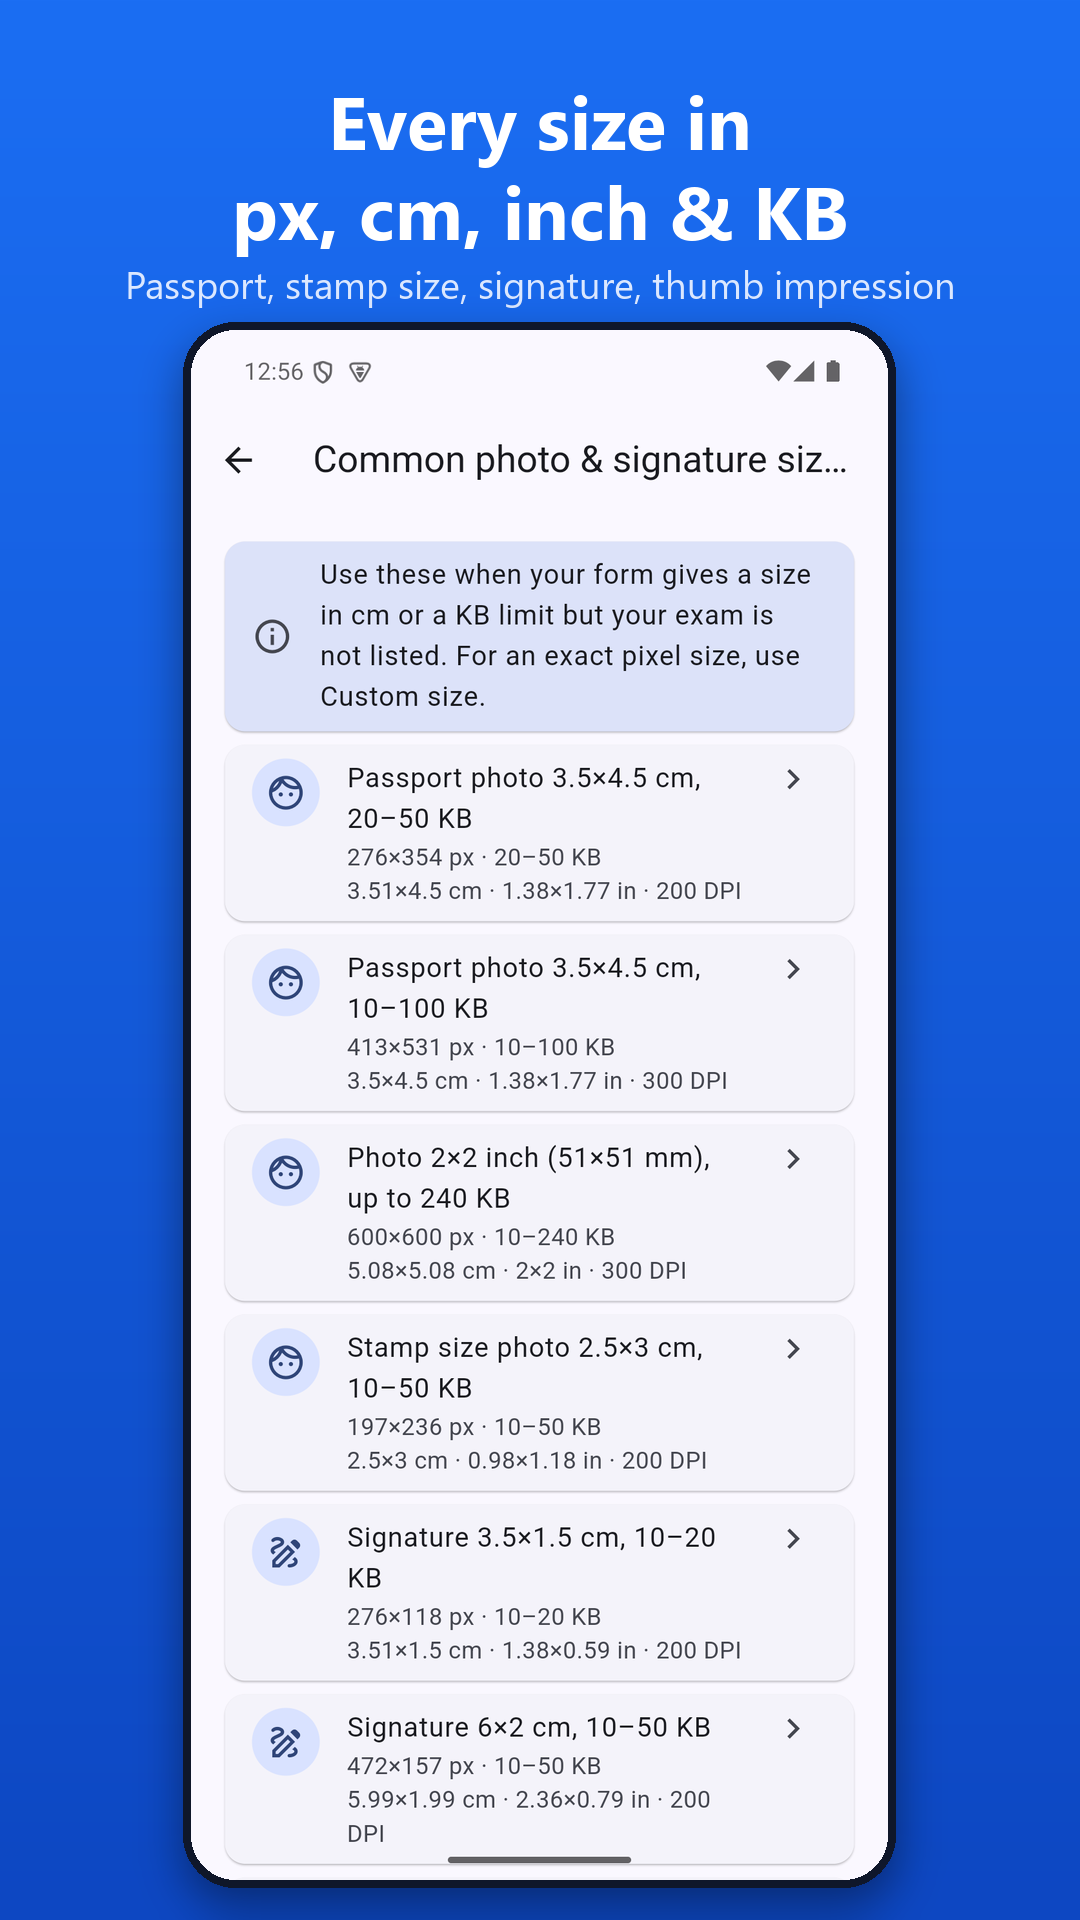 Every size in
px, cm, inch & KB
Passport, stamp size, signature, thumb impression
12:56
Common photo & signature siz...
Use these when your form gives a size
in cm or a KB limit but your exam is
not listed. For an exact pixel size, use
Custom size.
Passport photo 3.5×4.5 cm,
20–50 KB
276×354 px · 20–50 KB
3.51×4.5 cm · 1.38×1.77 in · 200 DPI
Passport photo 3.5×4.5 cm,
10–100 KB
413×531 px · 10–100 KB
3.5×4.5 cm · 1.38×1.77 in · 300 DPI
Photo 2×2 inch (51×51 mm),
up to 240 KB
600×600 px · 10–240 KB
5.08×5.08 cm · 2×2 in · 300 DPI
Stamp size photo 2.5×3 cm,
10–50 KB
197×236 px · 10–50 KB
2.5×3 cm · 0.98×1.18 in · 200 DPI
Signature 3.5×1.5 cm, 10–20
KB
276×118 px · 10–20 KB
3.51×1.5 cm · 1.38×0.59 in · 200 DPI
Signature 6×2 cm, 10–50 KB
472×157 px · 10–50 KB
5.99×1.99 cm · 2.36×0.79 in · 200
DPI